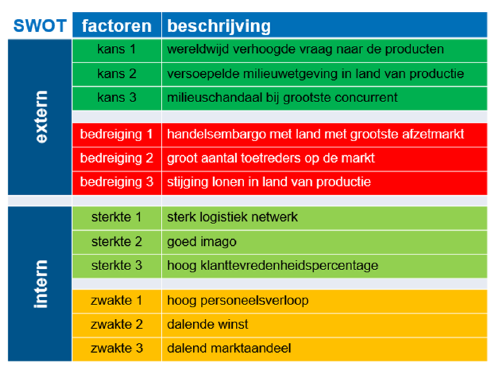 SWOT factoren beschrijving
extern
kans 1 wereldwijd verhoogde vraag naar de producten
kans 2 versoepelde milieuwetgeving in land van productie
kans 3 milieuschandaal bij grootste concurrent
bedreiging 1 handelsembargo met land met grootste afzetmarkt
bedreiging 2 groot aantal toetreders op de markt
bedreiging 3 stijging lonen in land van productie
intern
sterkte 1 sterk logistiek netwerk
sterkte 2 goed imago
sterkte 3 hoog klanttevredenheidspercentage
zwakte 1 hoog personeelsverloop
zwakte 2 dalende winst
zwakte 3 dalend marktaandeel